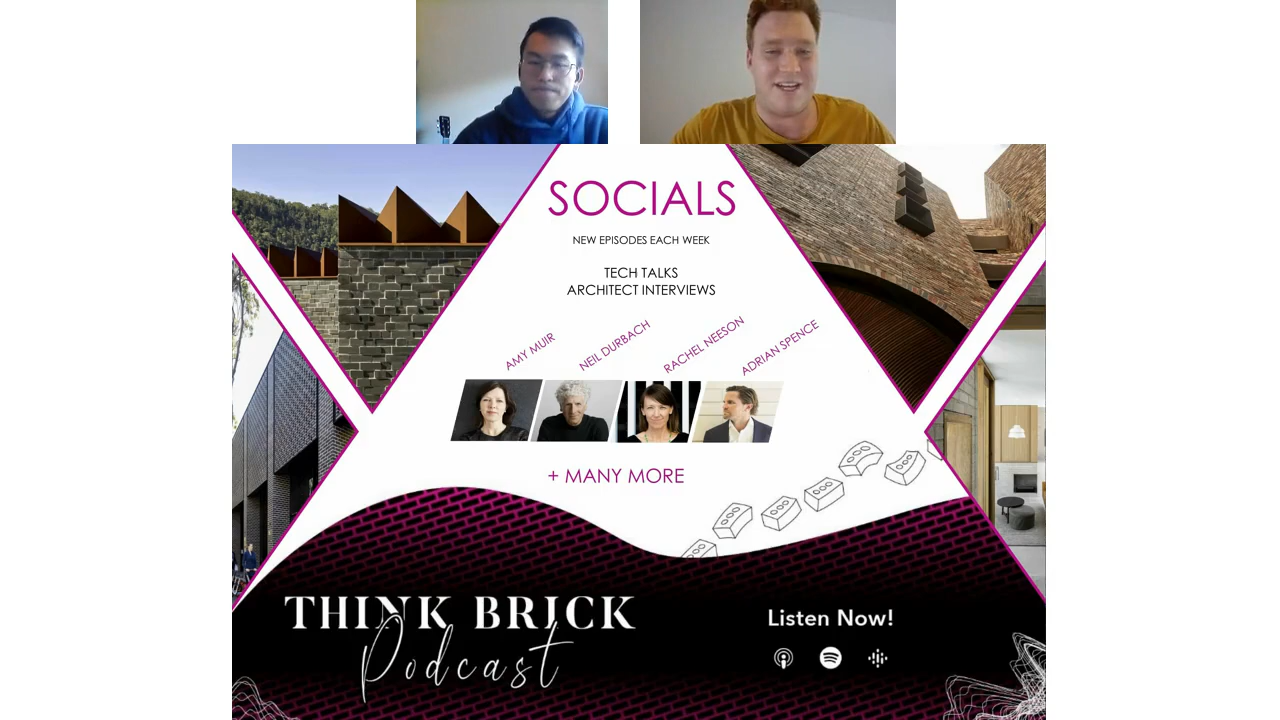 SOCIALS
NEW EPISODES EACH WEEK
TECH TALKS
ARCHITECT INTERVIEWS
AMY MUIR
NEIL DURBACH
RACHEL NEESON
ADRIAN SPENCE
+ MANY MORE
THINK BRICK
Podcast
Listen Now!